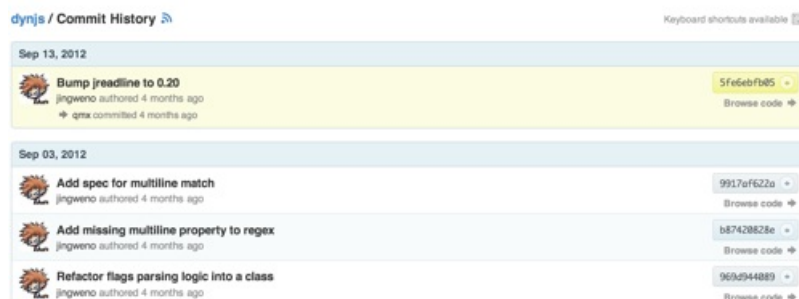 dynjs / Commit History
Keyboard shortcuts available
Sep 13, 2012
Bump jreadline to 0.20
5fe6ebfb05 +
jingweno authored 4 months ago
Browse code →
→ qmx committed 4 months ago
Sep 03, 2012
Add spec for multiline match
9917af622a +
jingweno authored 4 months ago
Browse code →
Add missing multiline property to regex
b87420828e +
jingweno authored 4 months ago
Browse code →
Refactor flags parsing logic into a class
969d944089 +
jingweno authored 4 months ago
Browse code →